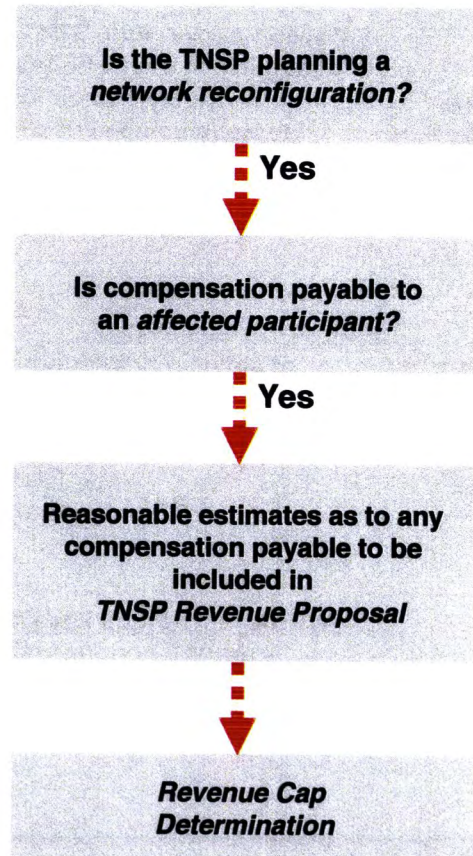 Is the TNSP planning a
network reconfiguration?
Yes
Is compensation payable to
an affected participant?
Yes
Reasonable estimates as to any
compensation payable to be
included in
TNSP Revenue Proposal
Revenue Cap
Determination